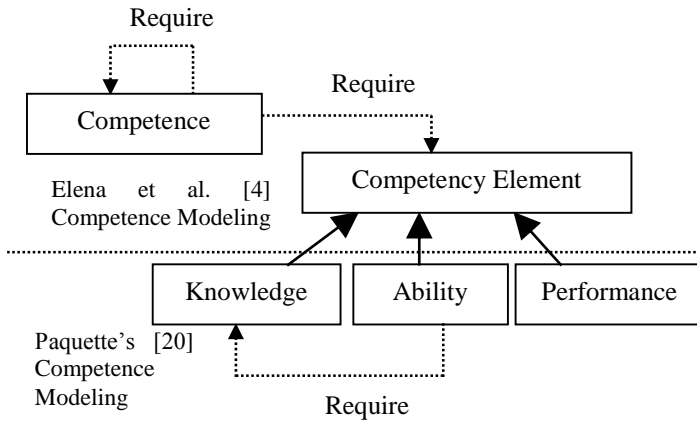 Require
Require
Competence
Competency Element
Elena et al. [4]
Competence Modeling
Knowledge
Ability
Performance
Paquette's [20]
Competence
Modeling
Require